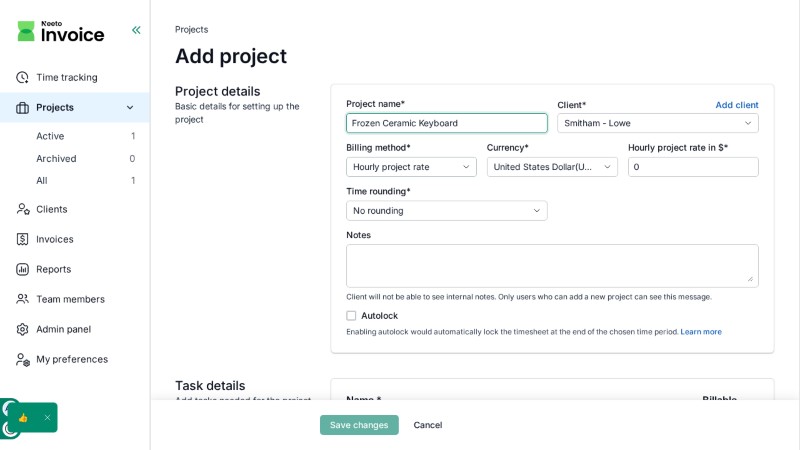 Neeto
Invoice
Time tracking
Projects
Active 1
Archived 0
All 1
Clients
Invoices
Reports
Team members
Admin panel
My preferences
Projects
Add project
Project details
Basic details for setting up the
project
Project name*
Frozen Ceramic Keyboard
Client*
Add client
Smitham - Lowe
Billing method*
Hourly project rate
Currency*
United States Dollar(U...
Hourly project rate in $*
0
Time rounding*
No rounding
Notes
Client will not be able to see internal notes. Only users who can add a new project can see this message.
Autolock
Enabling autolock would automatically lock the timesheet at the end of the chosen time period. Learn more
Task details
Add tasks needed for the project
Name *
Billable
Save changes
Cancel